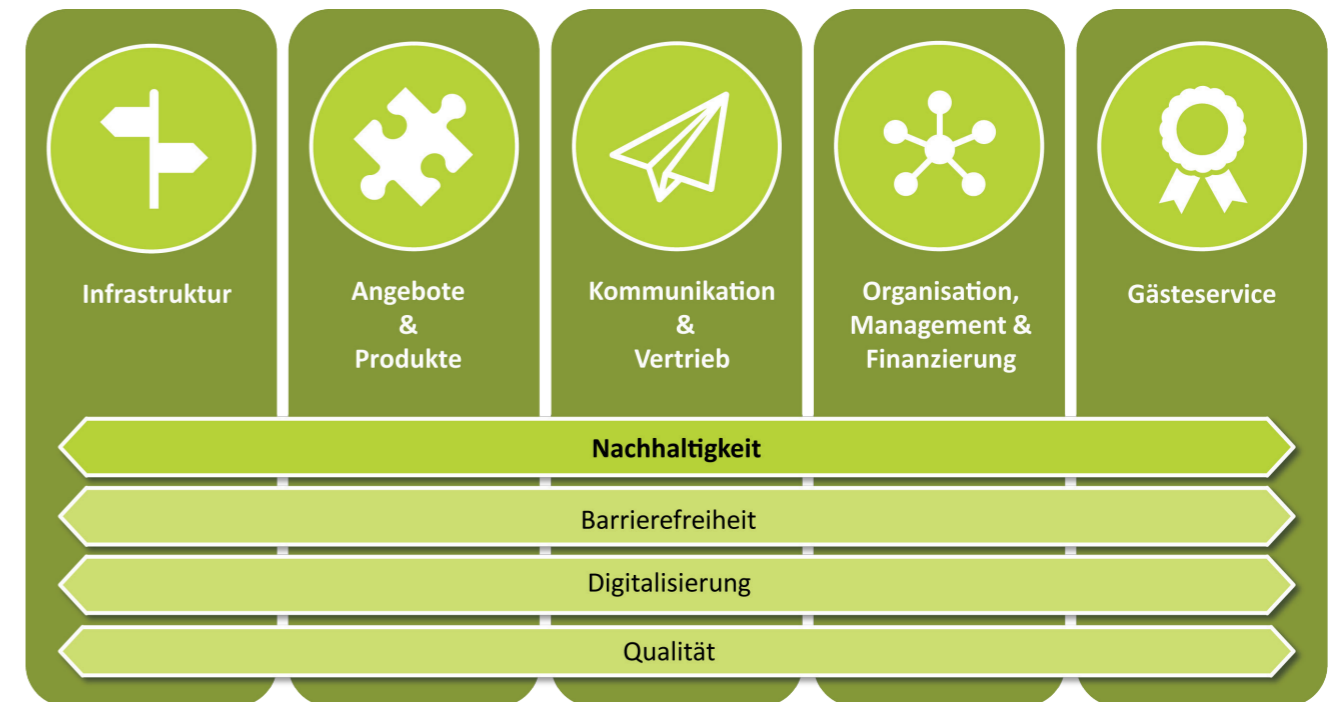 Infrastruktur
Angebote
&
Produkte
Kommunikation
&
Vertrieb
Organisation,
Management &
Finanzierung
Gästeservice
Nachhaltigkeit
Barrierefreiheit
Digitalisierung
Qualität